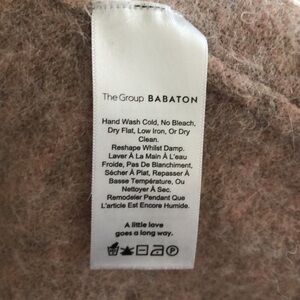 The Group BABATON
Hand Wash Cold, No Bleach,
Dry Flat, Low Iron, Or Dry
Clean.
Reshape Whilst Damp.
Laver À La Main À L'eau
Froide, Pas De Blanchiment,
Sécher À Plat, Repasser À
Basse Température, Ou
Nettoyer À Sec.
Remodeler Pendant Que
L'article Est Encore Humide.
A little love
goes a long way.